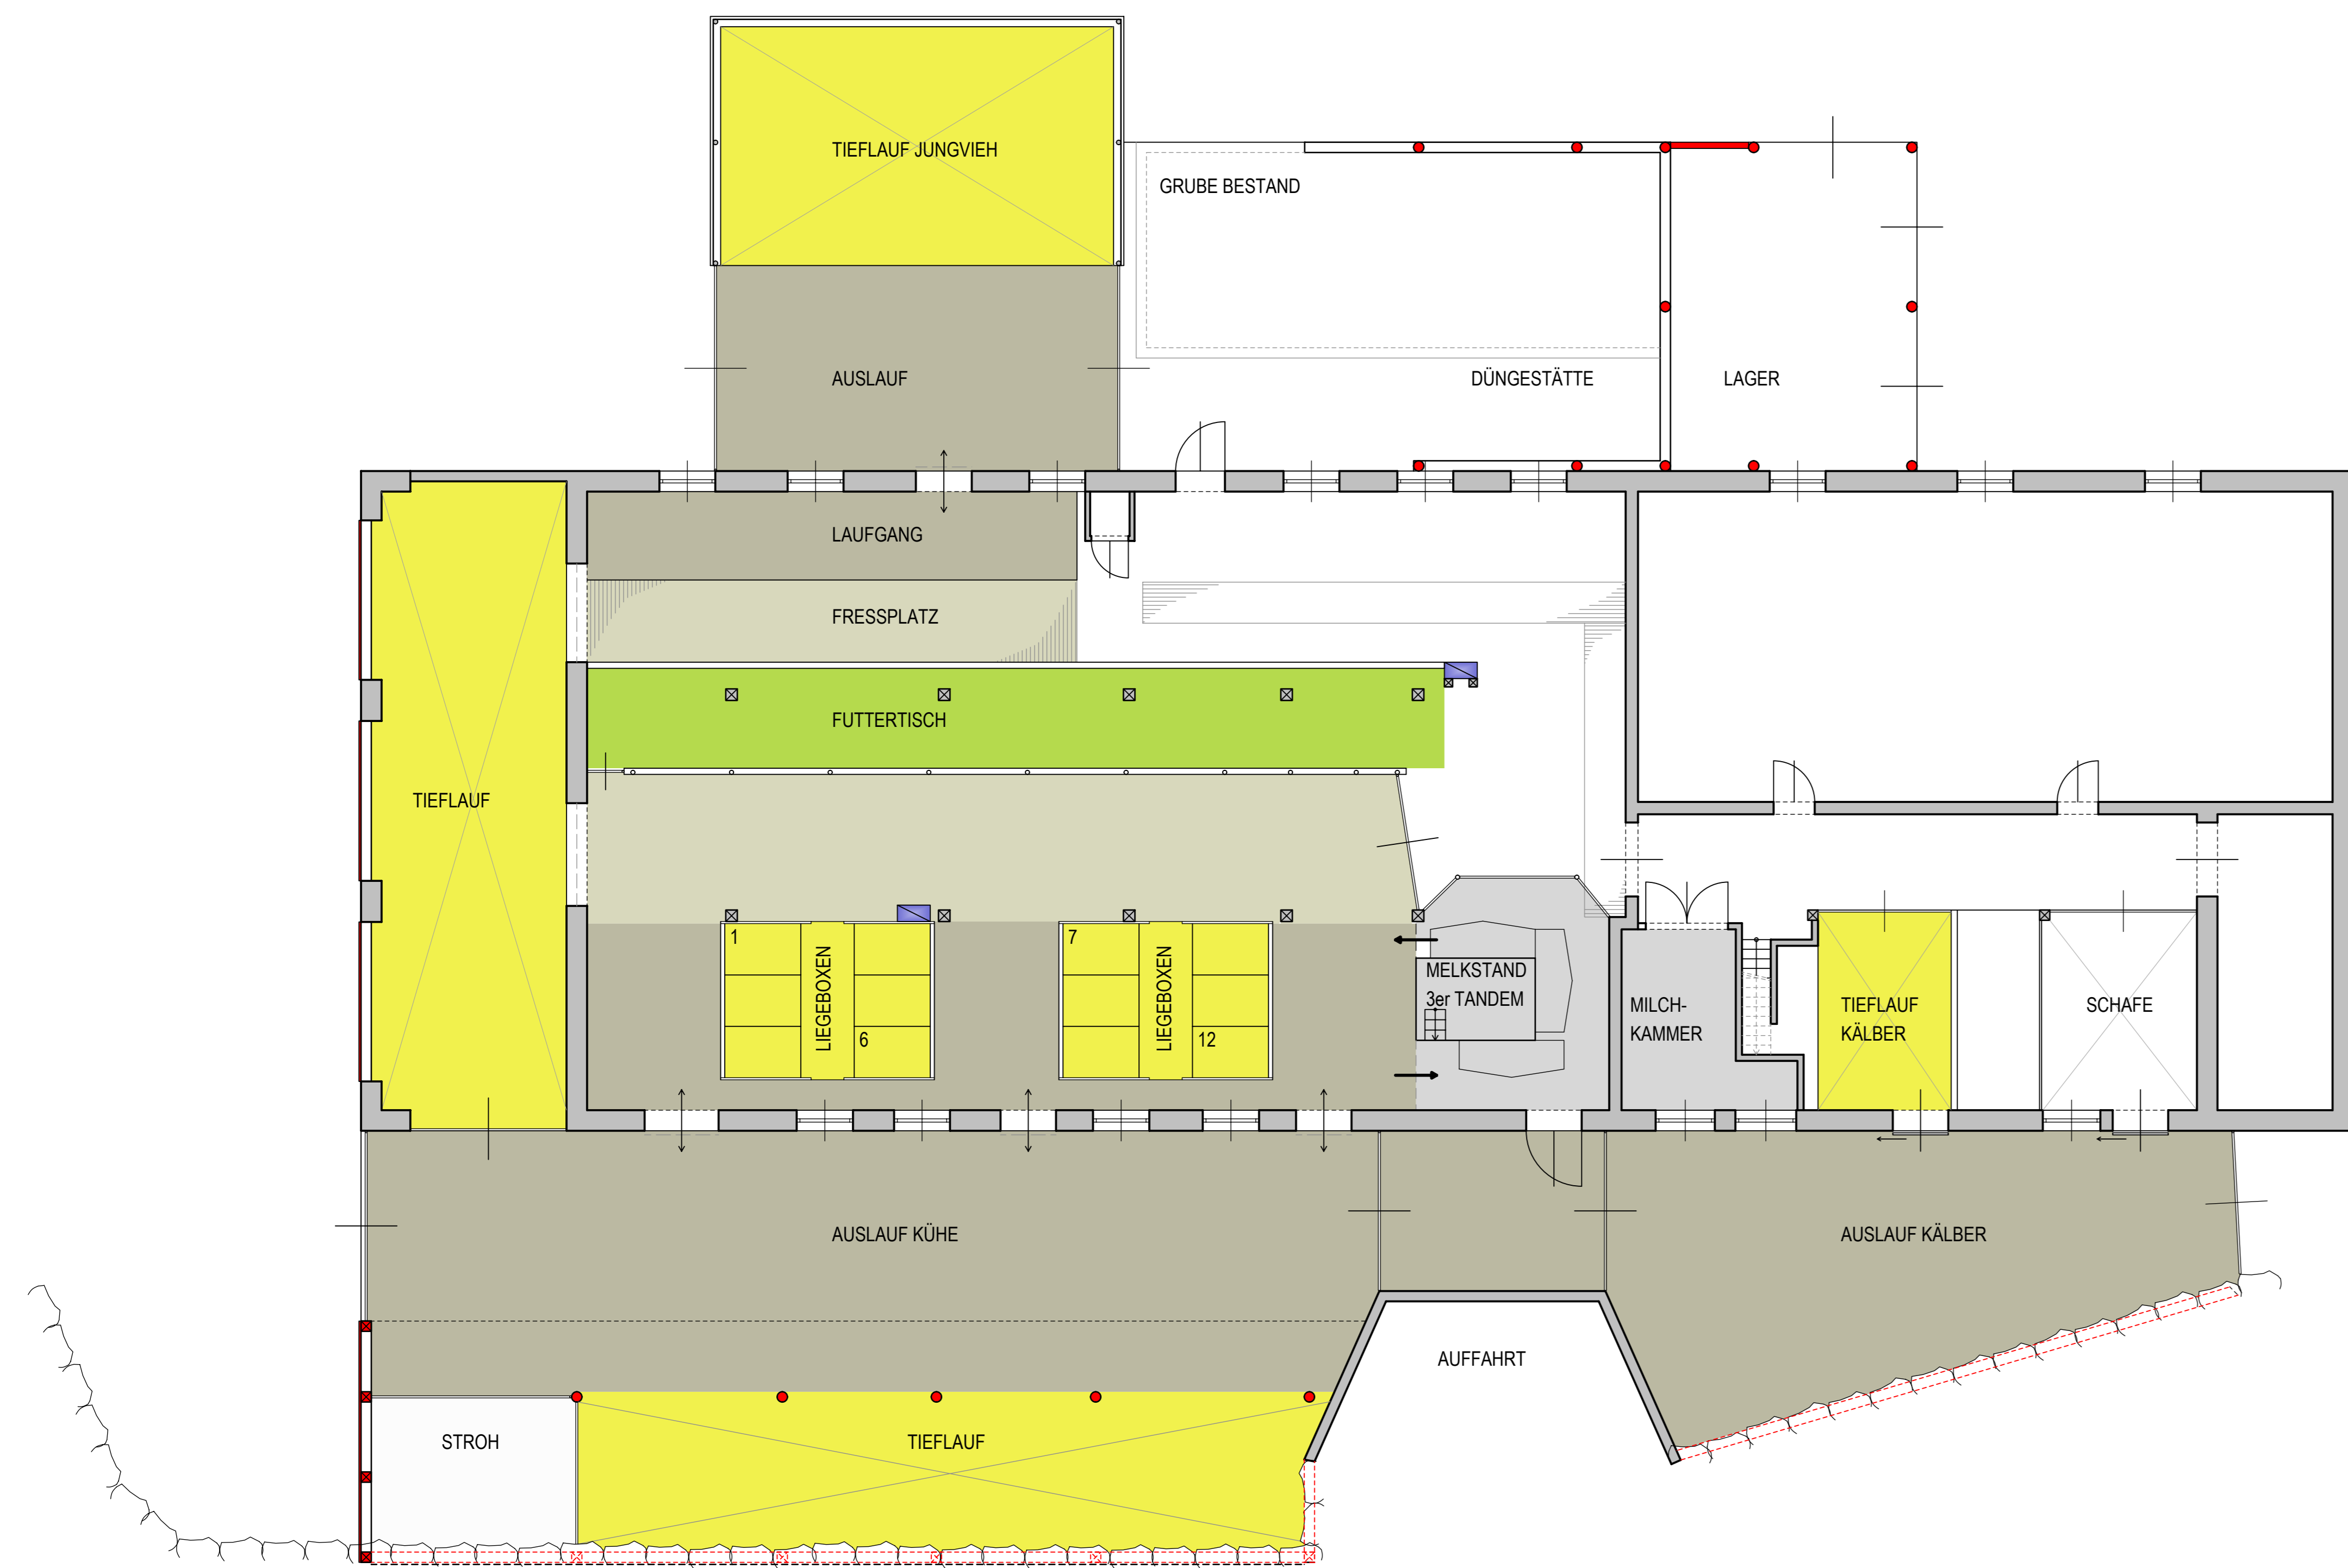 TIEFLAUF JUNGVIEH
GRUBE BESTAND
AUSLAUF
DÜNGESTÄTTE
LAGER
LAUFGANG
FRESSPLATZ
FUTTERTISCH
TIEFLAUF
1
LIEGEBOXEN
6
7
LIEGEBOXEN
12
MELKSTAND
3er TANDEM
MILCH-
KAMMER
TIEFLAUF
KÄLBER
SCHAFE
AUSLAUF KÜHE
AUSLAUF KÄLBER
AUFFAHRT
STROH
TIEFLAUF